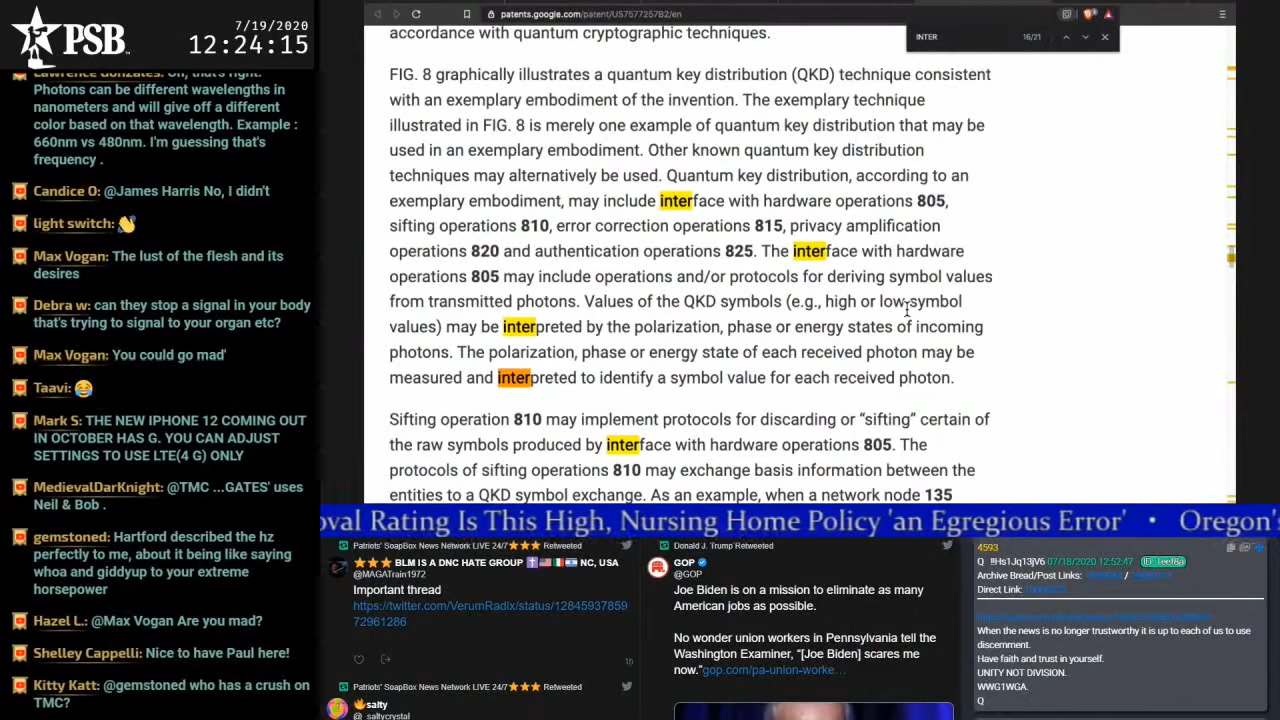 PSB
7/19/2020
12:24:15
Lawrence Gonzales: Oh, that's right.
Photons can be different wavelengths in
nanometers and will give off a different
color based on that wavelength. Example :
660nm vs 480nm. I'm guessing that's
frequency .
Candice O: @James Harris No, I didn't
light switch: 👋
Max Vogan: The lust of the flesh and its
desires
Debra w: can they stop a signal in your body
that's trying to signal to your organ etc?
Max Vogan: You could go mad'
Taavi: 😂
Mark S: THE NEW IPHONE 12 COMING OUT
IN OCTOBER HAS G. YOU CAN ADJUST
SETTINGS TO USE LTE(4 G) ONLY
MedievalDarKnight: @TMC ...GATES' uses
Neil & Bob .
gemstoned: Hartford described the hz
perfectly to me, about it being like saying
whoa and giddyup to your extreme
horsepower
Hazel L.: @Max Vogan Are you mad?
Shelley Cappelli: Nice to have Paul here!
Kitty Katt: @gemstoned who has a crush on
TMC?
patents.google.com/patent/US7577257B2/en
INTER 16/21
accordance with quantum cryptographic techniques.
FIG. 8 graphically illustrates a quantum key distribution (QKD) technique consistent
with an exemplary embodiment of the invention. The exemplary technique
illustrated in FIG. 8 is merely one example of quantum key distribution that may be
used in an exemplary embodiment. Other known quantum key distribution
techniques may alternatively be used. Quantum key distribution, according to an
exemplary embodiment, may include interface with hardware operations 805,
sifting operations 810, error correction operations 815, privacy amplification
operations 820 and authentication operations 825. The interface with hardware
operations 805 may include operations and/or protocols for deriving symbol values
from transmitted photons. Values of the QKD symbols (e.g., high or low-symbol
values) may be interpreted by the polarization, phase or energy states of incoming
photons. The polarization, phase or energy state of each received photon may be
measured and interpreted to identify a symbol value for each received photon.
Sifting operation 810 may implement protocols for discarding or “sifting” certain of
the raw symbols produced by interface with hardware operations 805. The
protocols of sifting operations 810 may exchange basis information between the
entities to a QKD symbol exchange. As an example, when a network node 135
oval Rating Is This High, Nursing Home Policy 'an Egregious Error' • Oregon'
Patriots' SoapBox News Network LIVE 24/7⭐⭐⭐ Retweeted
⭐⭐⭐ BLM IS A DNC HATE GROUP ✝️🇺🇸🇮🇹🇮🇱 NC, USA
@MAGATrain1972
Important thread
https://twitter.com/VerumRadix/status/12845937859
72961286
1h
Patriots' SoapBox News Network LIVE 24/7⭐⭐⭐ Retweeted
🔥salty
@_saltycrystal
Donald J. Trump Retweeted
GOP
@GOP
Joe Biden is on a mission to eliminate as many
American jobs as possible.
No wonder union workers in Pennsylvania tell the
Washington Examiner, “[Joe Biden] scares me
now.”gop.com/pa-union-worke…
4593
Q !!Hs1Jq13jV6 07/18/2020 12:52:47 ID: 1eef8a
Archive Bread/Post Links: /
Direct Link:
When the news is no longer trustworthy it is up to each of us to use
discernment.
Have faith and trust in yourself.
UNITY NOT DIVISION.
WWG1WGA.
Q